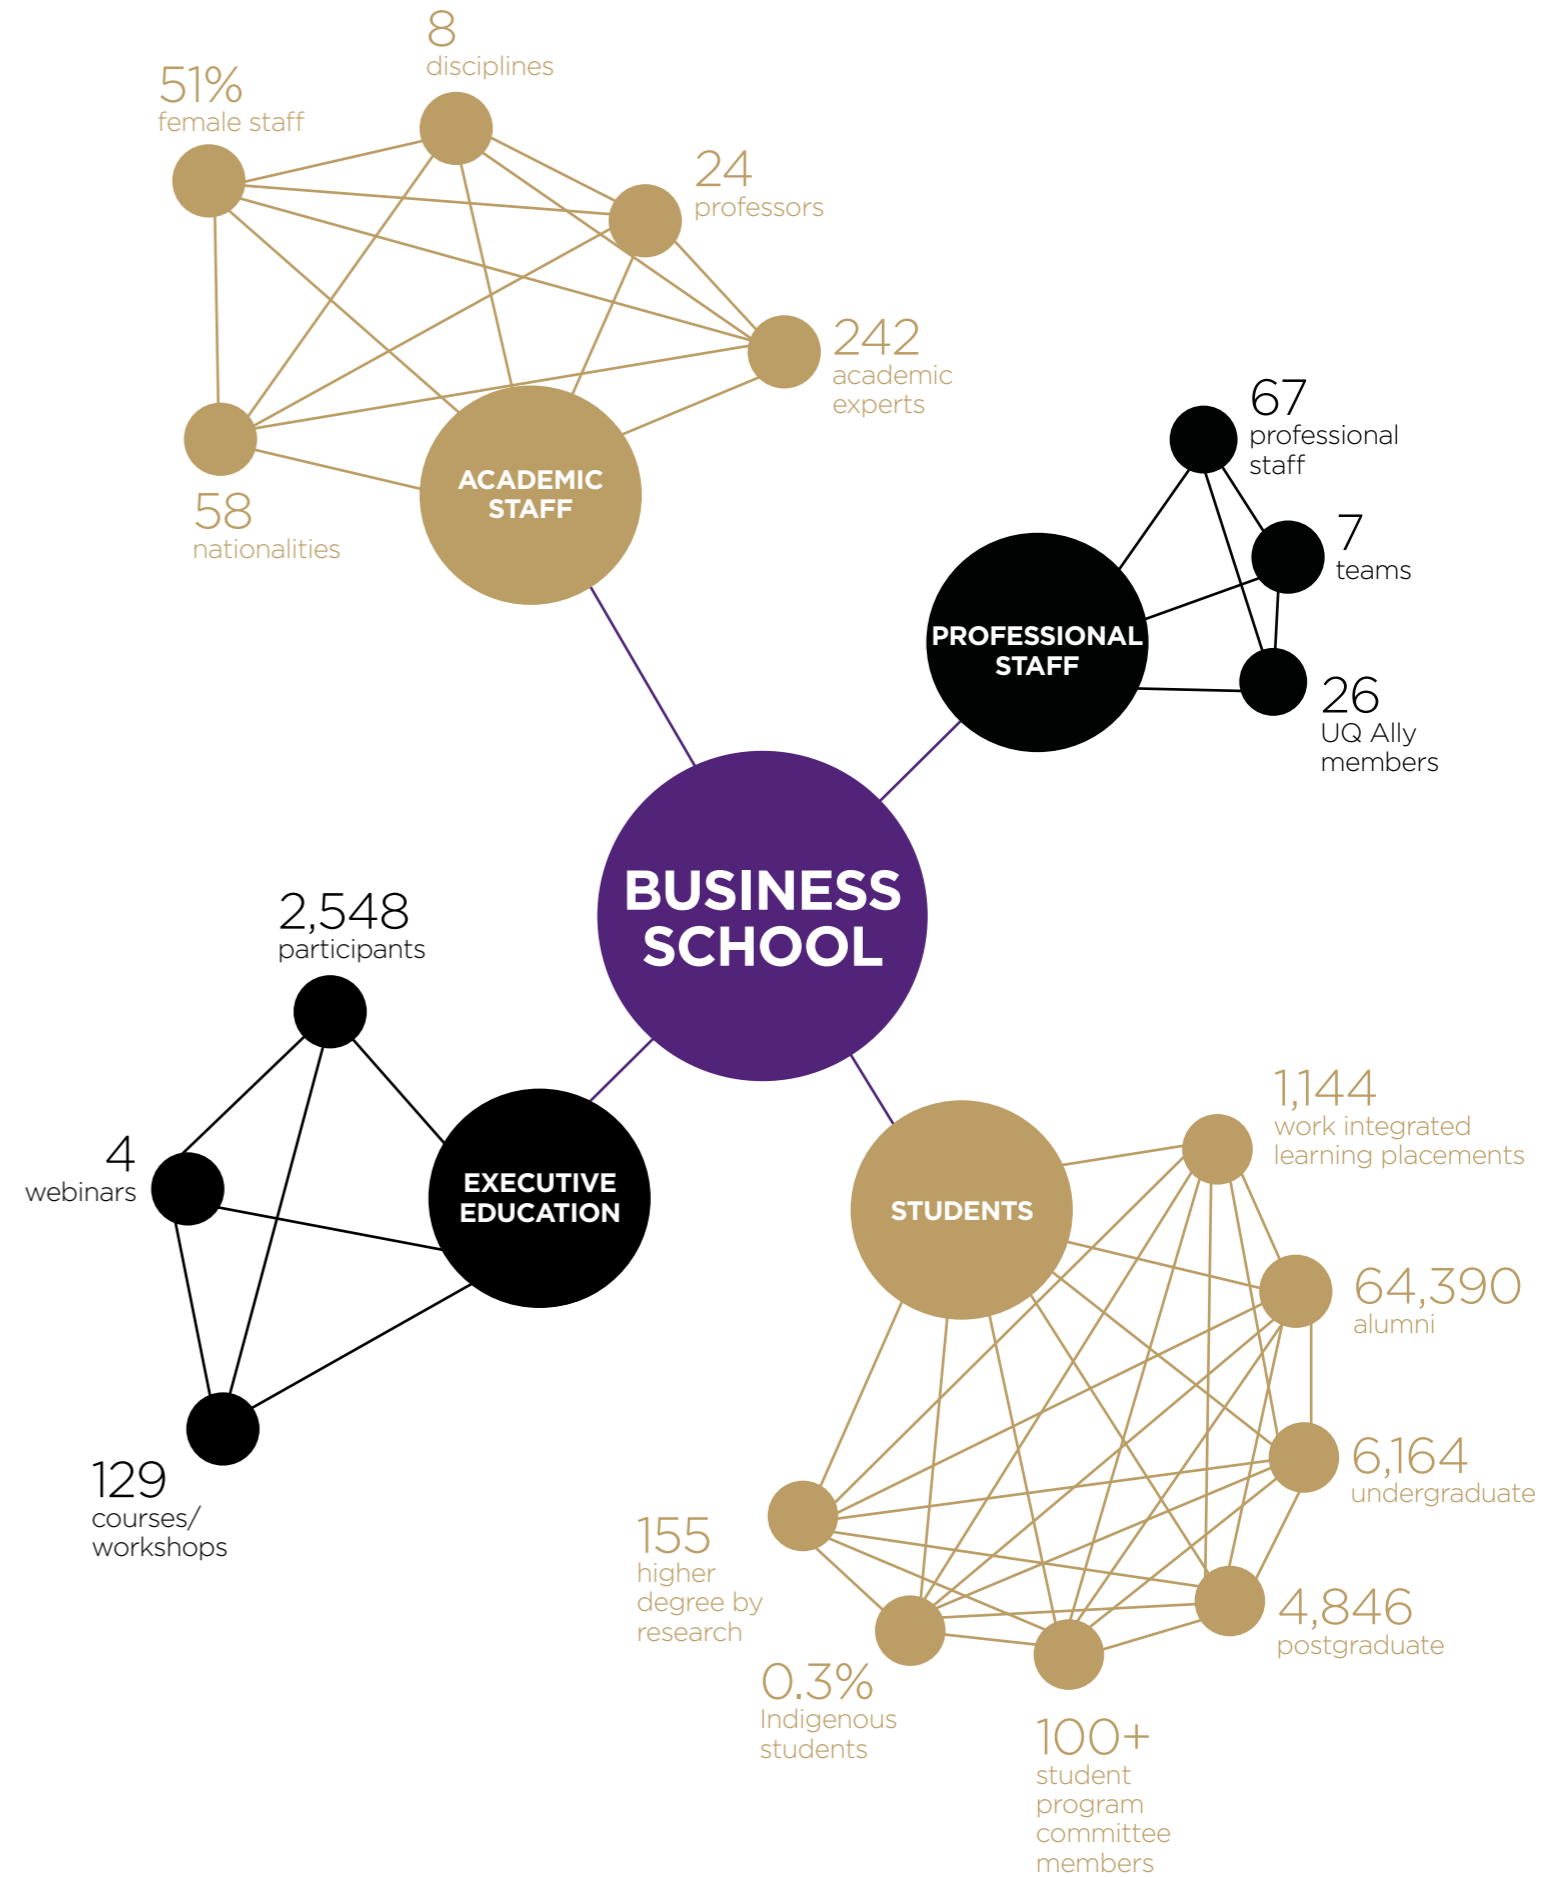 8
disciplines
51%
female staff
24
professors
242
academic
experts
58
nationalities
ACADEMIC
STAFF
67
professional
staff
7
teams
26
UQ Ally
members
PROFESSIONAL
STAFF
BUSINESS
SCHOOL
2,548
participants
4
webinars
129
courses/
workshops
EXECUTIVE
EDUCATION
STUDENTS
1,144
work integrated
learning placements
64,390
alumni
6,164
undergraduate
4,846
postgraduate
100+
student
program
committee
members
0.3%
Indigenous
students
155
higher
degree by
research